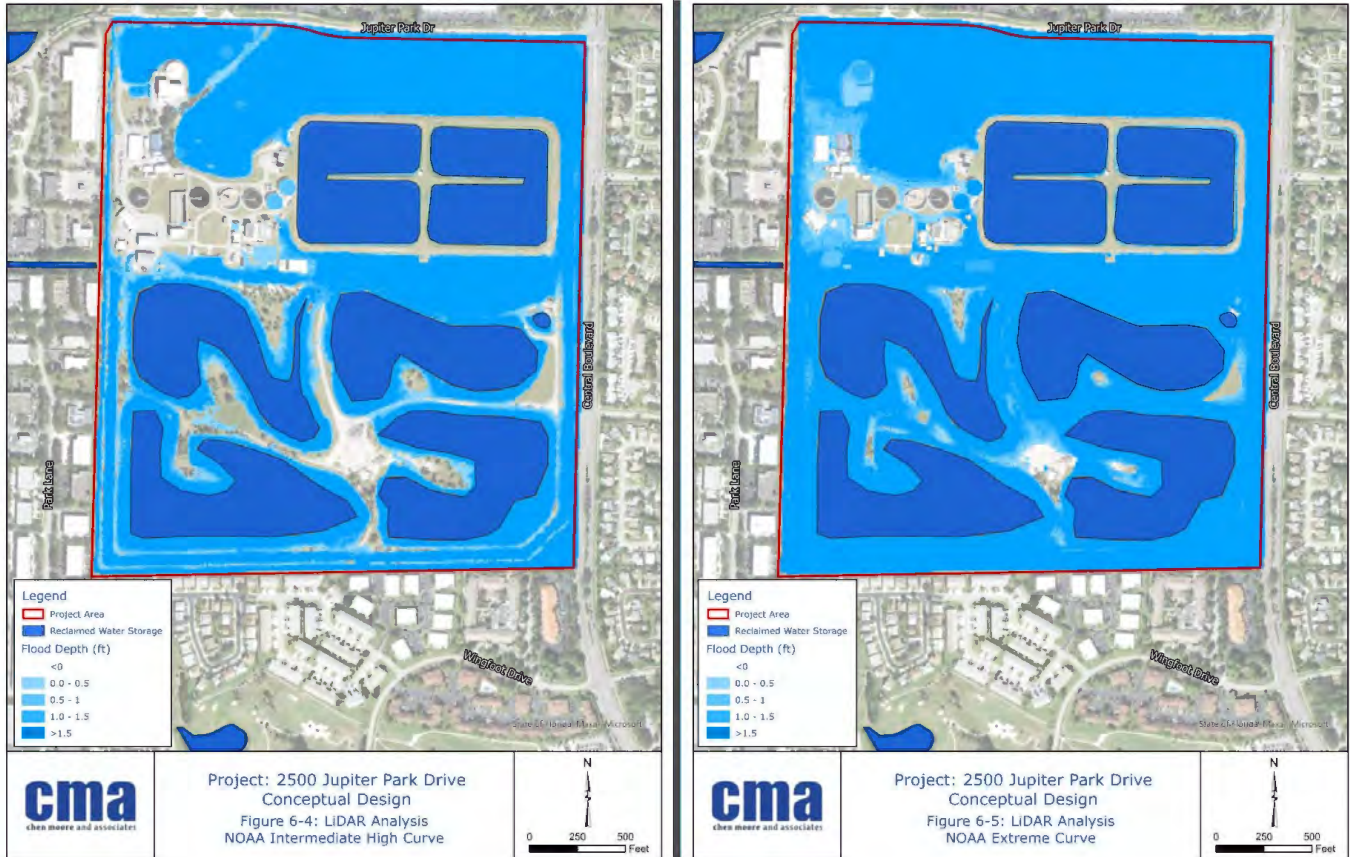 Jupiter Park Dr
Central Boulevard
Park Lane
Wingfoot Drive
Legend
Project Area
Reclaimed Water Storage
Flood Depth (ft)
<0
0.0 - 0.5
0.5 - 1
1.0 - 1.5
>1.5
cma
chen moore and associates
Project: 2500 Jupiter Park Drive
Conceptual Design
Figure 6-4: LiDAR Analysis
NOAA Intermediate High Curve
N
0 250 500
Feet
Jupiter Park Dr
Central Boulevard
Park Lane
Wingfoot Drive
Legend
Project Area
Reclaimed Water Storage
Flood Depth (ft)
<0
0.0 - 0.5
0.5 - 1
1.0 - 1.5
>1.5
cma
chen moore and associates
Project: 2500 Jupiter Park Drive
Conceptual Design
Figure 6-5: LiDAR Analysis
NOAA Extreme Curve
N
0 250 500
Feet